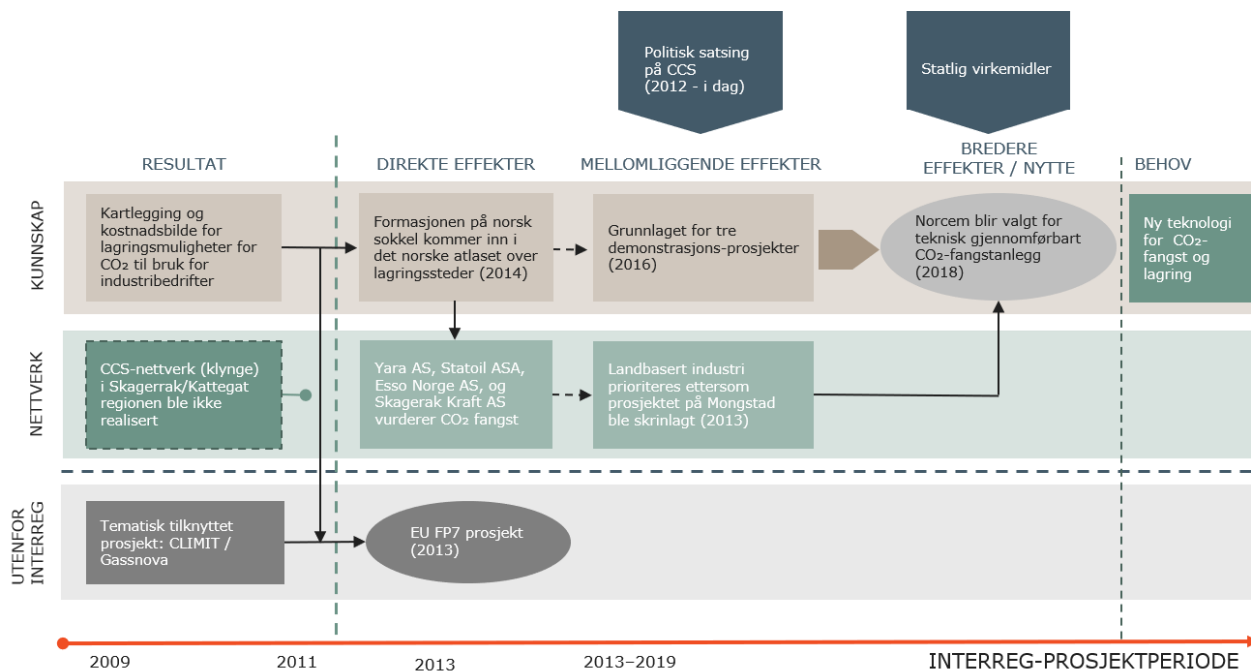 Politisk satsing
på CCS
(2012 - i dag)
Statlig virkemidler
RESULTAT
DIREKTE EFFEKTER
MELLOMLIGGENDE EFFEKTER
BREDERE
EFFEKTER / NYTTE
BEHOV
KUNNSKAP
Kartlegging og
kostnadsbilde for
lagringsmuligheter for
CO₂ til bruk for
industribedrifter
Formasjonen på norsk
sokkel kommer inn i
det norske atlaset over
lagringssteder (2014)
Grunnlaget for tre
demonstrasjons-prosjekter
(2016)
Norcem blir valgt for
teknisk gjennomførbart
CO₂-fangstanlegg
(2018)
Ny teknologi
for CO₂-
fangst og
lagring
NETTVERK
CCS-nettverk (klynge)
i Skagerrak/Kattegat
regionen ble ikke
realisert
Yara AS, Statoil ASA,
Esso Norge AS, og
Skagerak Kraft AS
vurderer CO₂ fangst
Landbasert industri
prioriteres ettersom
prosjektet på Mongstad
ble skrinlagt (2013)
UTENFOR
INTERREG
Tematisk tilknyttet
prosjekt: CLIMIT /
Gassnova
EU FP7 prosjekt
(2013)
2009
2011
2013
2013–2019
INTERREG-PROSJEKTPERIODE